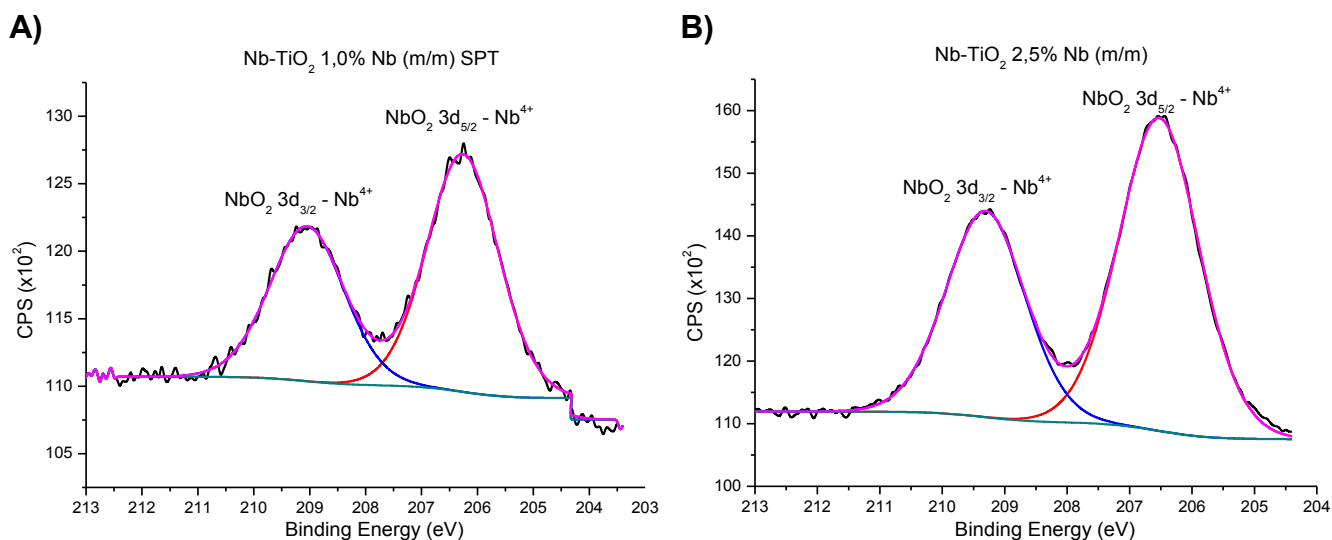 A)
Nb-TiO₂ 1,0% Nb (m/m) SPT
NbO₂ 3d₅/₂ - Nb⁴⁺
NbO₂ 3d₃/₂ - Nb⁴⁺
CPS (x10²)
130
125
120
115
110
105
213 212 211 210 209 208 207 206 205 204 203
Binding Energy (eV)
B)
Nb-TiO₂ 2,5% Nb (m/m)
NbO₂ 3d₅/₂ - Nb⁴⁺
NbO₂ 3d₃/₂ - Nb⁴⁺
CPS (x10²)
160
150
140
130
120
110
100
213 212 211 210 209 208 207 206 205 204
Binding Energy (eV)